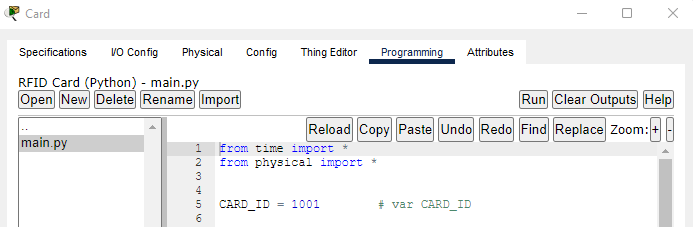 Card
Specifications I/O Config Physical Config Thing Editor Programming Attributes
RFID Card (Python) - main.py
Open New Delete Rename Import Run Clear Outputs Help
..
main.py
Reload Copy Paste Undo Redo Find Replace Zoom: + -
1 from time import *
2 from physical import *
3
4
5 CARD_ID = 1001 # var CARD_ID
6